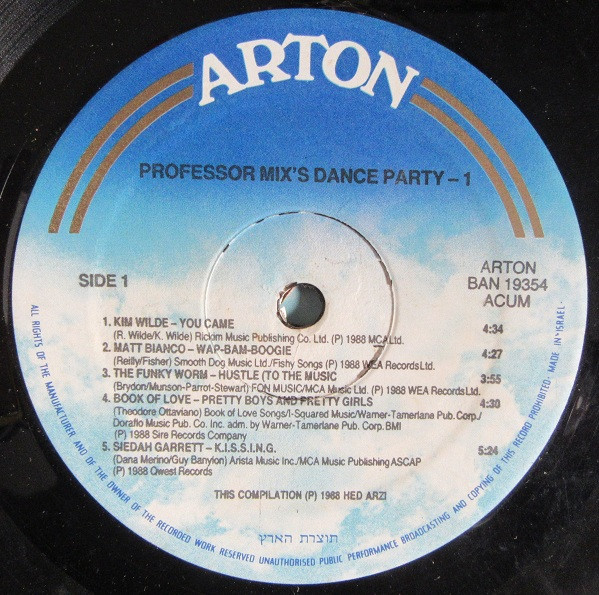 ARTON
PROFESSOR MIX'S DANCE PARTY – 1
SIDE 1
ARTON
BAN 19354
ACUM
1. KIM WILDE – YOU CAME 4:34
(R. Wilde/K. Wilde) Rickim Music Publishing Co. Ltd. (P) 1988 MCA Ltd.
2. MATT BIANCO – WAP-BAM-BOOGIE 4:27
(Reilly/Fisher) Smooth Dog Music Ltd./Fishy Songs (P) 1988 WEA Records Ltd.
3. THE FUNKY WORM – HUSTLE (TO THE MUSIC 3:55
(Brydon/Munson-Parrot-Stewart) FON MUSIC/MCA Music Ltd. (P) 1988 WEA Records Ltd.
4. BOOK OF LOVE – PRETTY BOYS AND PRETTY GIRLS 4:30
(Theodore Ottaviano) Book of Love Songs/I-Squared Music/Warner-Tamerlane Pub. Corp./
Doraflo Music Pub. Co. Inc. adm. by Warner-Tamerlane Pub. Corp. BMI
(P) 1988 Sire Records Company
5. SIEDAH GARRETT – K.I.S.S.I.N.G. 5:24
(Dana Merino/Guy Banylon) Arista Music Inc./MCA Music Publishing ASCAP
(P) 1988 Qwest Records
THIS COMPILATION (P) 1988 HED ARZI
תוצרת הארץ
ALL RIGHTS OF THE MANUFACTURER AND OF THE OWNER OF THE RECORDED WORK RESERVED UNAUTHORISED PUBLIC PERFORMANCE BROADCASTING AND COPYING OF THIS RECORD PROHIBITED· MADE IN ISRAEL·